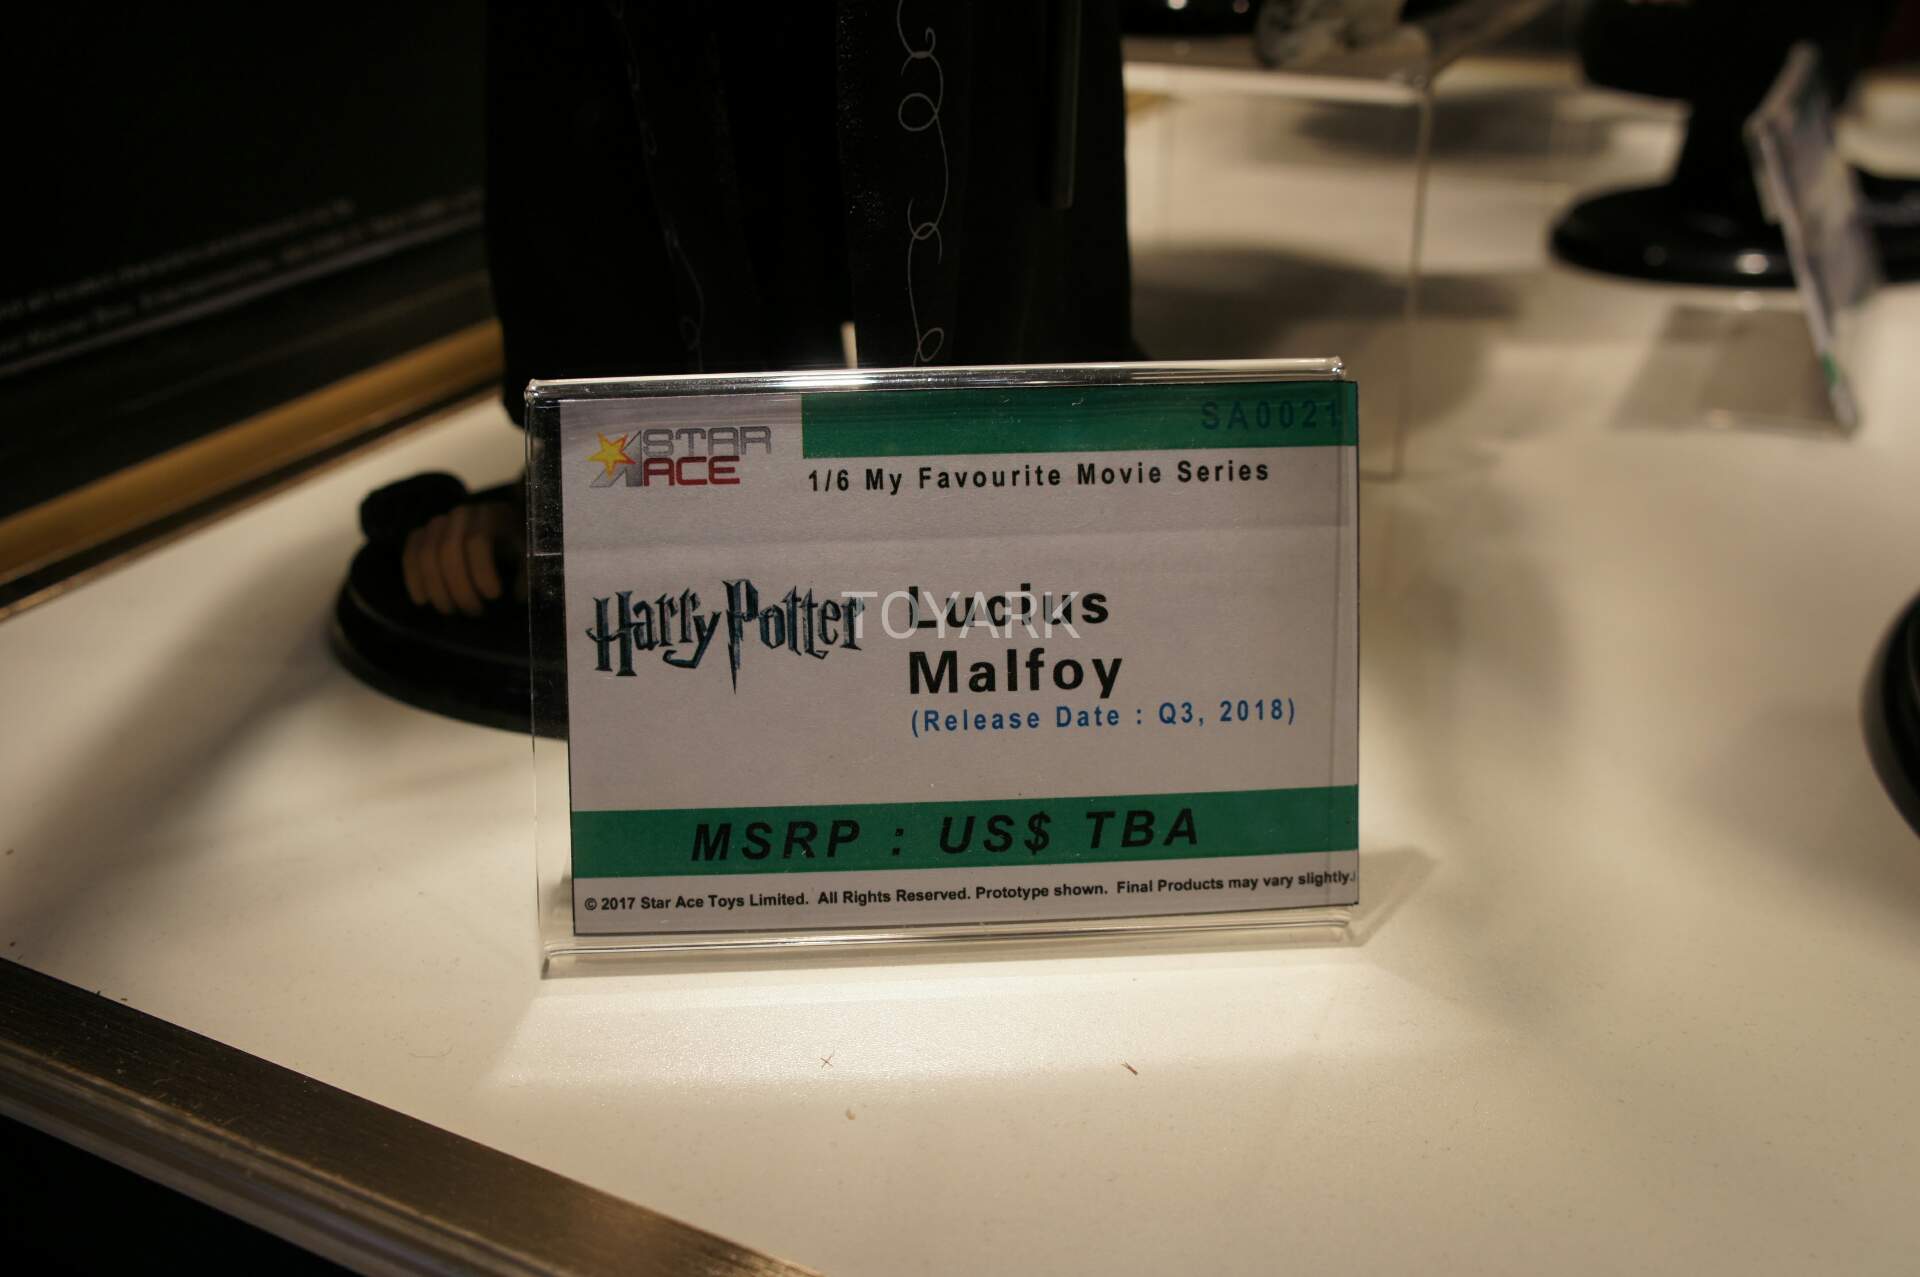 SA0021
STAR
ACE
1/6 My Favourite Movie Series
Harry Potter
Lucius
Malfoy
TOYARK
(Release Date : Q3, 2018)
MSRP : US$ TBA
© 2017 Star Ace Toys Limited. All Rights Reserved. Prototype shown. Final Products may vary slightly.